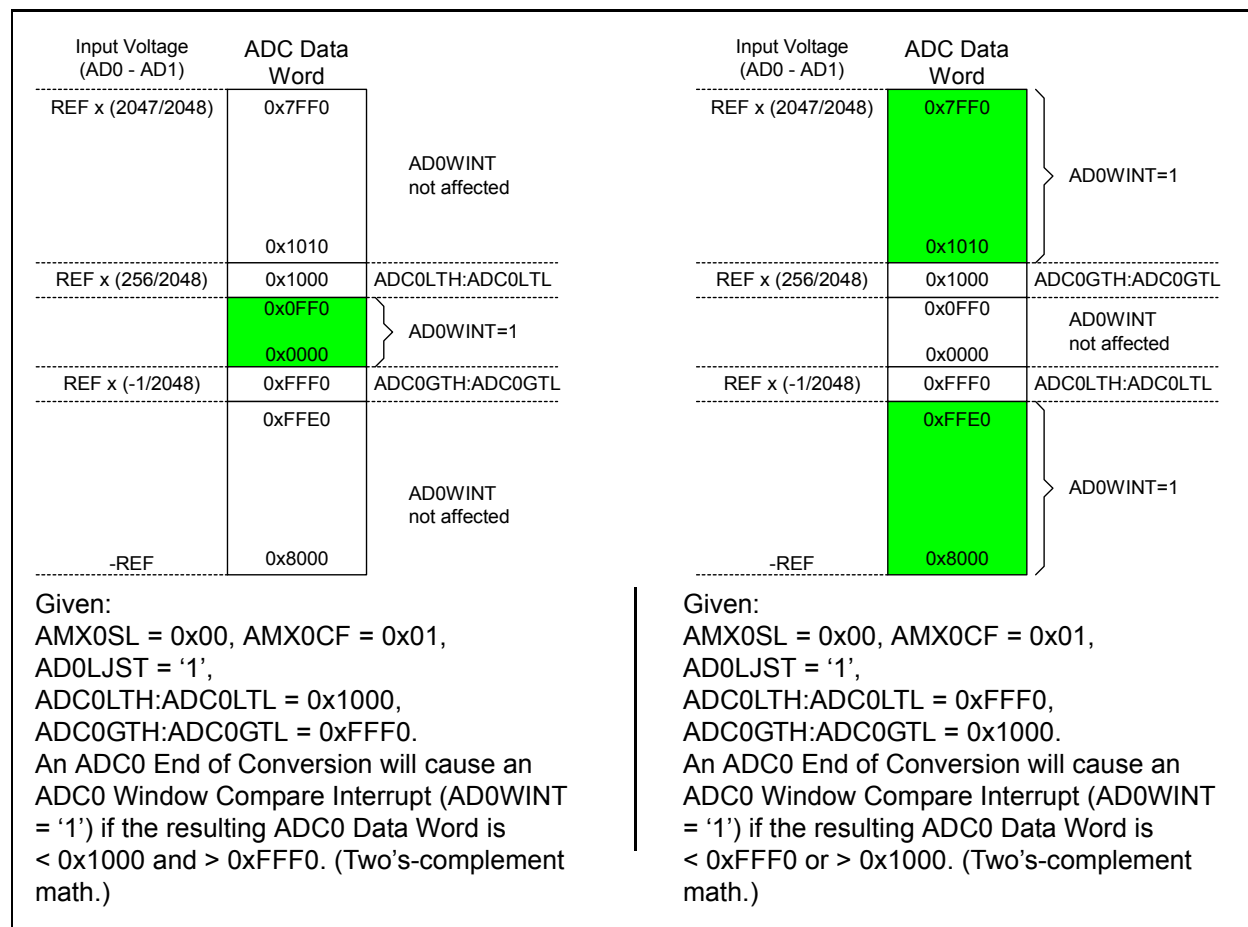 Input Voltage
(AD0 - AD1)
ADC Data
Word
REF x (2047/2048)
0x7FF0
AD0WINT
not affected
0x1010
REF x (256/2048)
0x1000
ADC0LTH:ADC0LTL
0x0FF0
AD0WINT=1
0x0000
REF x (-1/2048)
0xFFF0
ADC0GTH:ADC0GTL
0xFFE0
AD0WINT
not affected
-REF
0x8000
Given:
AMX0SL = 0x00, AMX0CF = 0x01,
AD0LJST = ‘1’,
ADC0LTH:ADC0LTL = 0x1000,
ADC0GTH:ADC0GTL = 0xFFF0.
An ADC0 End of Conversion will cause an
ADC0 Window Compare Interrupt (AD0WINT
= ‘1’) if the resulting ADC0 Data Word is
< 0x1000 and > 0xFFF0. (Two’s-complement
math.)
Input Voltage
(AD0 - AD1)
ADC Data
Word
REF x (2047/2048)
0x7FF0
AD0WINT=1
0x1010
REF x (256/2048)
0x1000
ADC0GTH:ADC0GTL
0x0FF0
AD0WINT
not affected
0x0000
REF x (-1/2048)
0xFFF0
ADC0LTH:ADC0LTL
0xFFE0
AD0WINT=1
-REF
0x8000
Given:
AMX0SL = 0x00, AMX0CF = 0x01,
AD0LJST = ‘1’,
ADC0LTH:ADC0LTL = 0xFFF0,
ADC0GTH:ADC0GTL = 0x1000.
An ADC0 End of Conversion will cause an
ADC0 Window Compare Interrupt (AD0WINT
= ‘1’) if the resulting ADC0 Data Word is
< 0xFFF0 or > 0x1000. (Two’s-complement
math.)